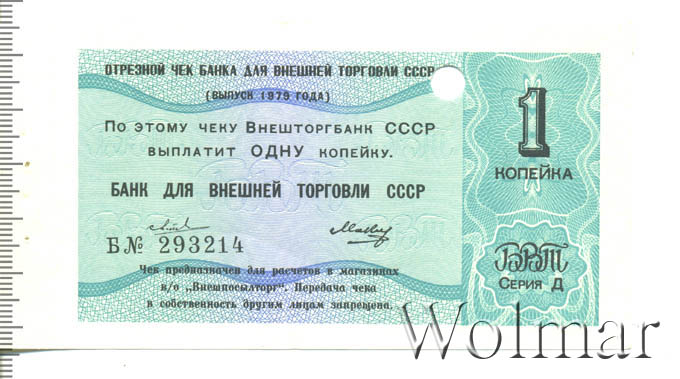 ОТРЕЗНОЙ ЧЕК БАНКА ДЛЯ ВНЕШНЕЙ ТОРГОВЛИ СССР
(ВЫПУСК 1979 ГОДА)
ПО ЭТОМУ ЧЕКУ ВНЕШТОРГБАНК СССР
ВЫПЛАТИТ ОДНУ КОПЕЙКУ.
БАНК ДЛЯ ВНЕШНЕЙ ТОРГОВЛИ СССР
Б№ 293214
Чек предназначен для расчетов в магазинах
в/о „Внешпосылторг". Передача чека
в собственность другим лицам запрещена.
1
КОПЕЙКА
БВТ
СЕРИЯ Д
Wolmar